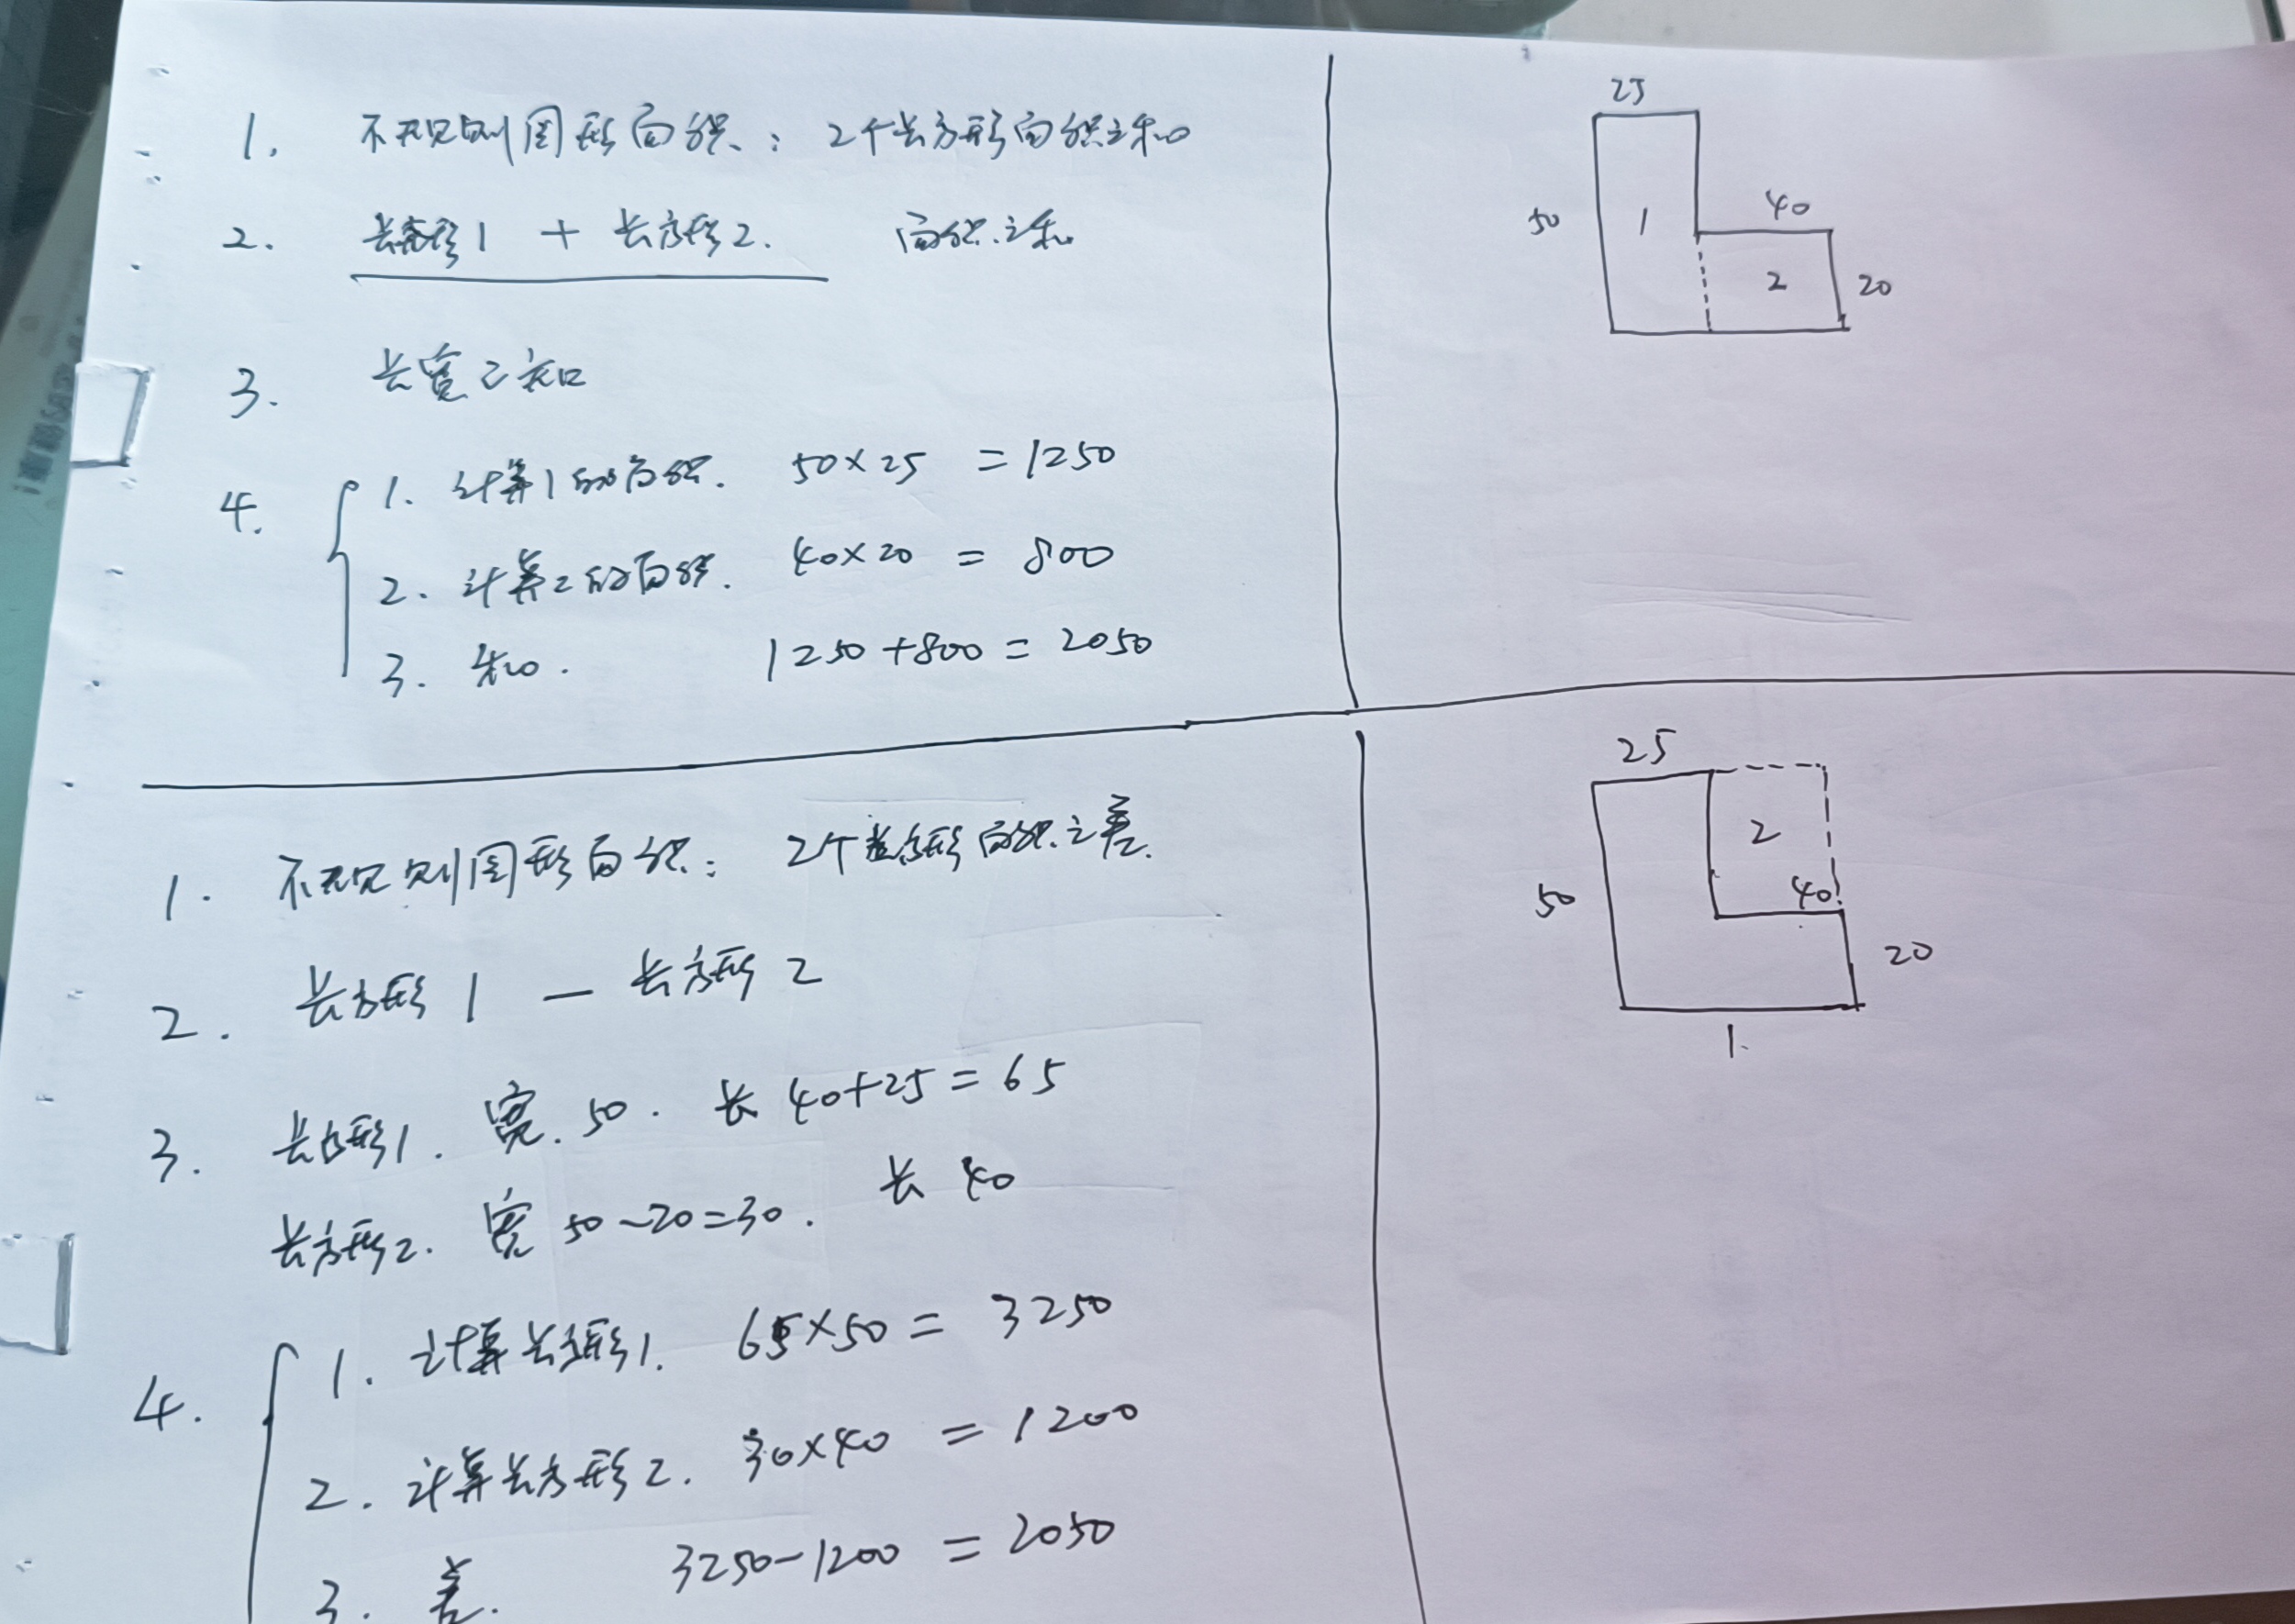 1. 不规则图形面积：2个长方形面积之和
2. 长方形1 + 长方形2. 面积之和
3. 长宽已知
4. 1. 计算1的面积. 50×25 = 1250
2. 计算2的面积. 40×20 = 800
3. 和. 1250+800 = 2050
25
50
1
40
2
20
1. 不规则图形面积：2个长方形面积之差.
2. 长方形1 — 长方形2
3. 长方形1. 宽. 50. 长 40+25=65
长方形2. 宽 50-20=30. 长 40
4. 1. 计算长方形1. 65×50 = 3250
2. 计算长方形2. 30×40 = 1200
3. 差. 3250-1200 = 2050
25
2
50
40
20
1.